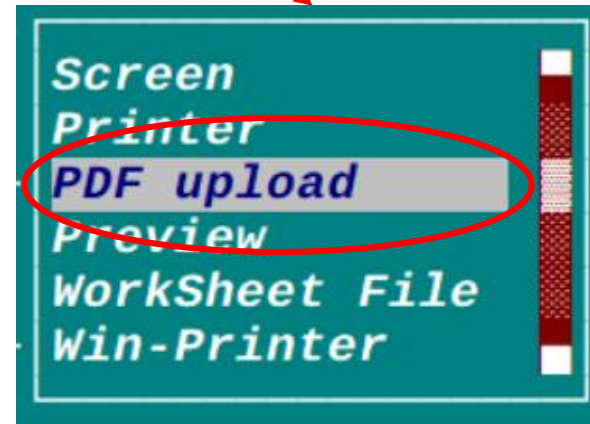 Screen
Printer
PDF upload
Preview
WorkSheet File
Win-Printer